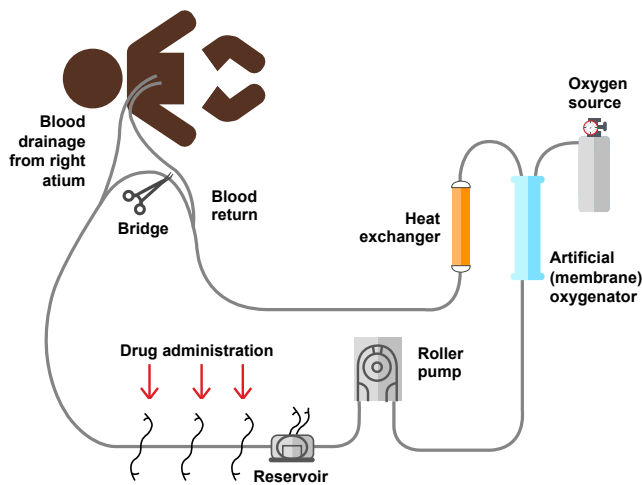 Oxygen
source
Blood
drainage
from right
atium
Blood
return
Bridge
Heat
exchanger
Artificial
(membrane)
oxygenator
Drug administration
Roller
pump
Reservoir